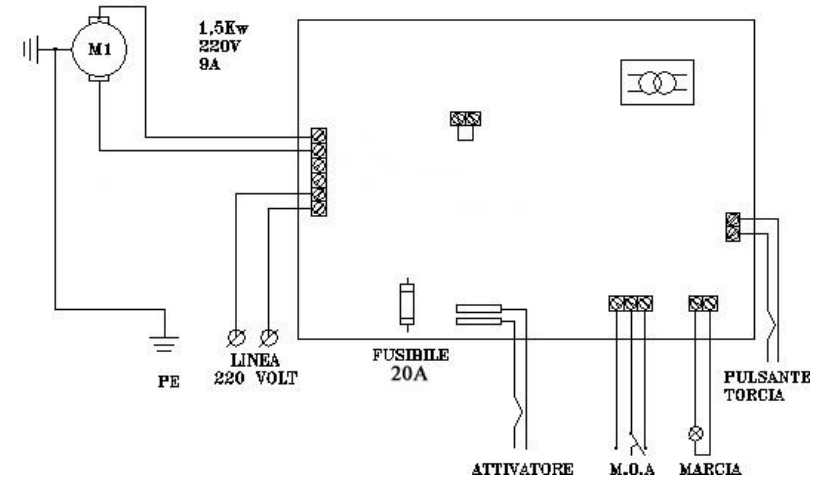 M1
1,5Kw
220V
9A
FUSIBILE
20A
LINEA
220 VOLT
PE
PULSANTE
TORCIA
ATTIVATORE
M.O.A
MARCIA